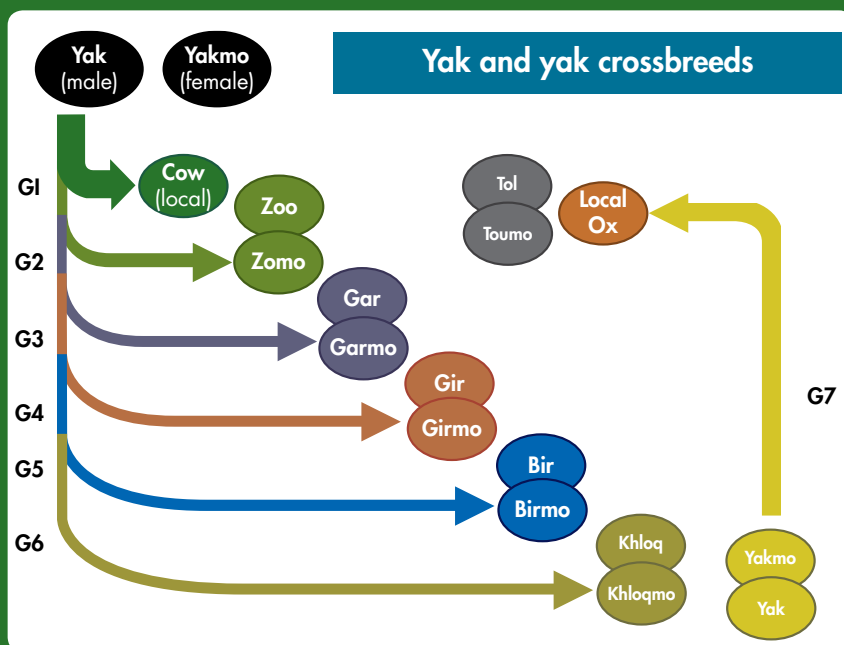 Yak
(male)
Yakmo
(female)
Yak and yak crossbreeds
G1
Cow
(local)
Zoo
Tol
Toumo
Local
Ox
G2
Zomo
Gar
G3
Garmo
Gir
G4
Girmo
G7
G5
Bir
Birmo
G6
Khloq
Khloqmo
Yakmo
Yak